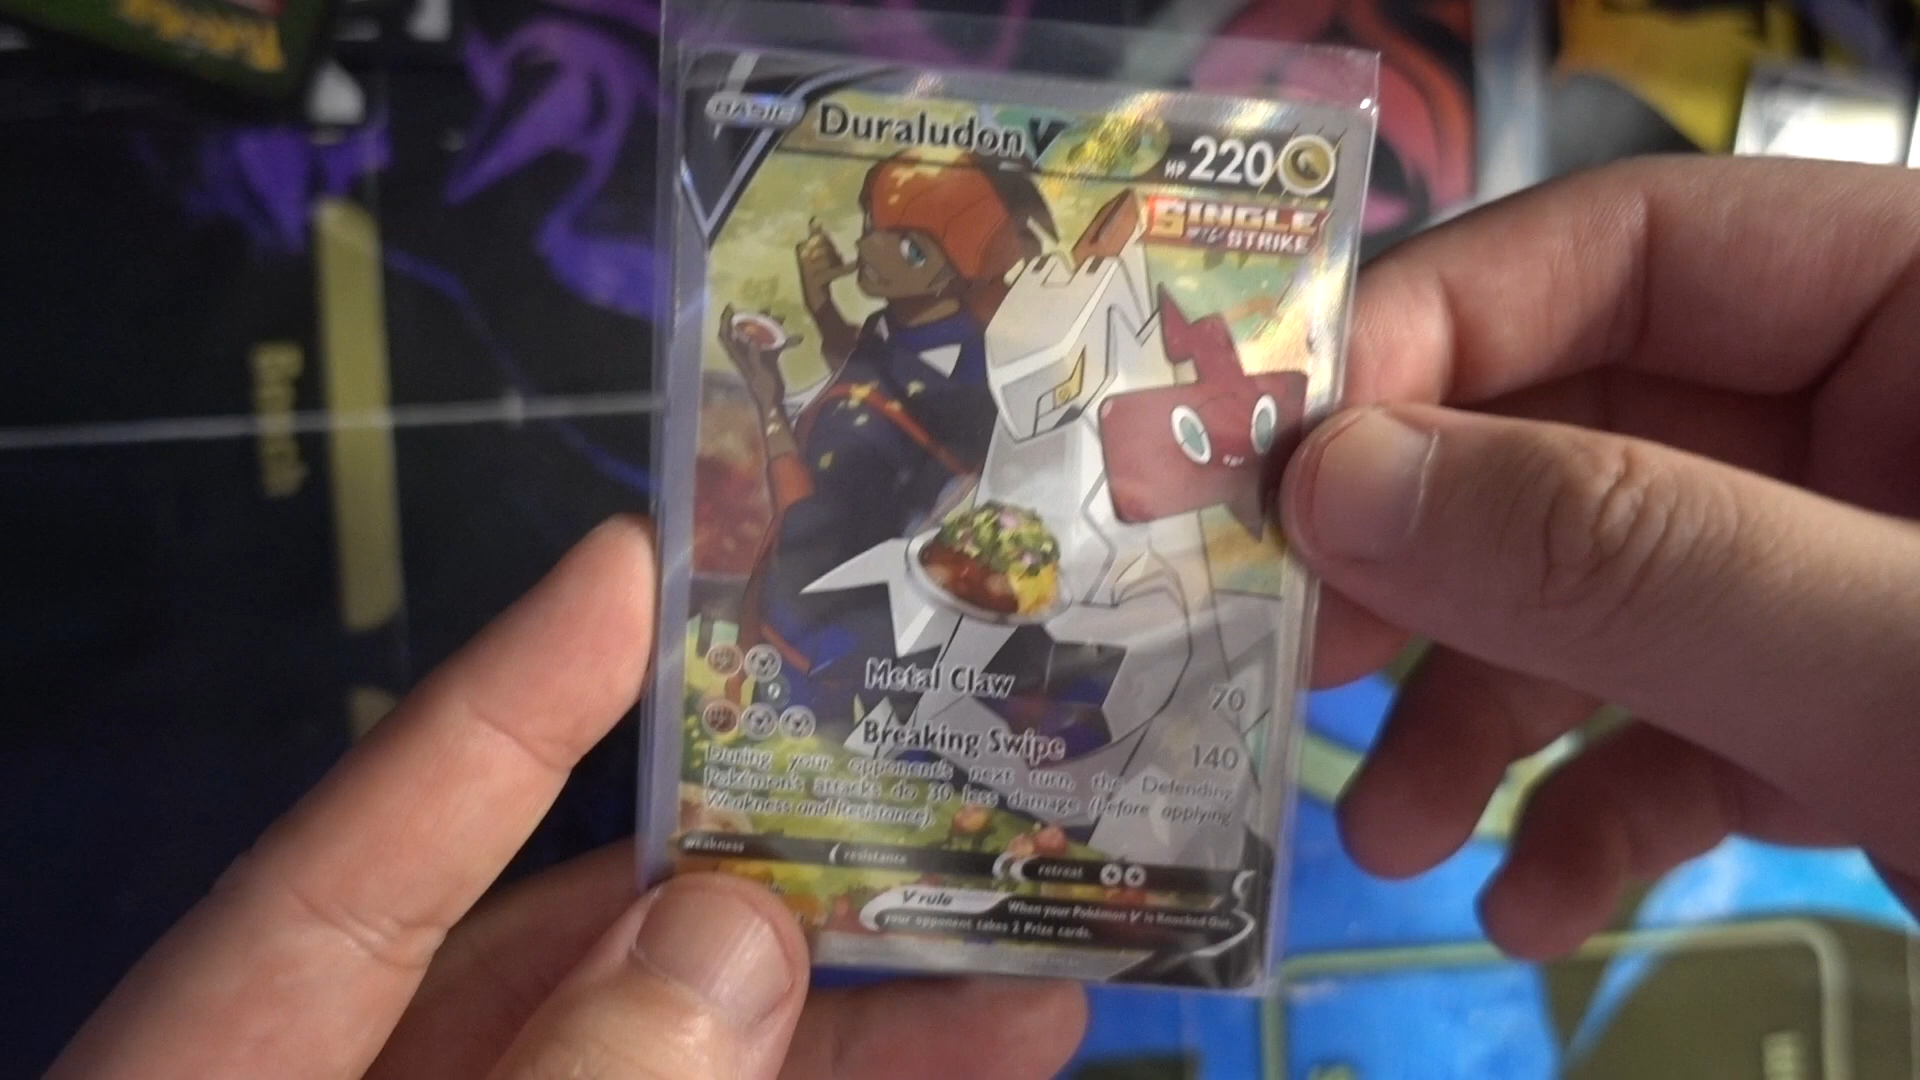 BASIC
Duraludon V
HP 220
SINGLE
STRIKE
Metal Claw 70
Breaking Swipe 140
During your opponent's next turn, the Defending
Pokémon's attacks do 30 less damage (before applying
Weakness and Resistance).
weakness resistance retreat
V rule When your Pokémon V is Knocked Out,
your opponent takes 2 Prize cards.
Bench